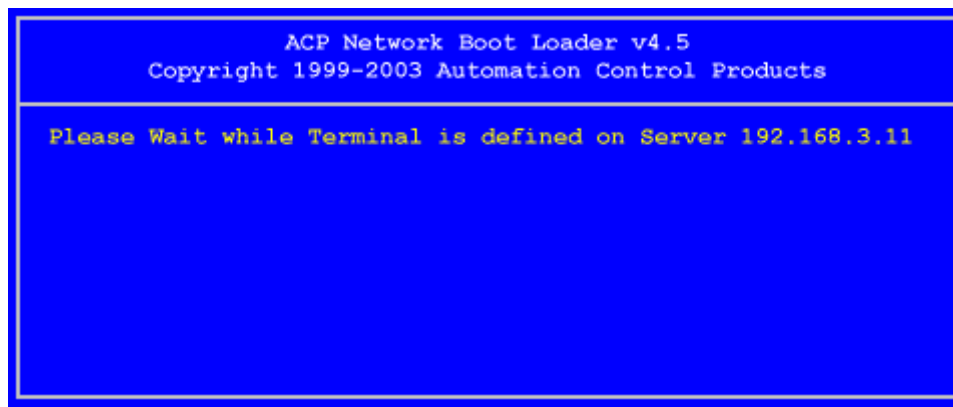 ACP Network Boot Loader v4.5
Copyright 1999-2003 Automation Control Products
Please Wait while Terminal is defined on Server 192.168.3.11